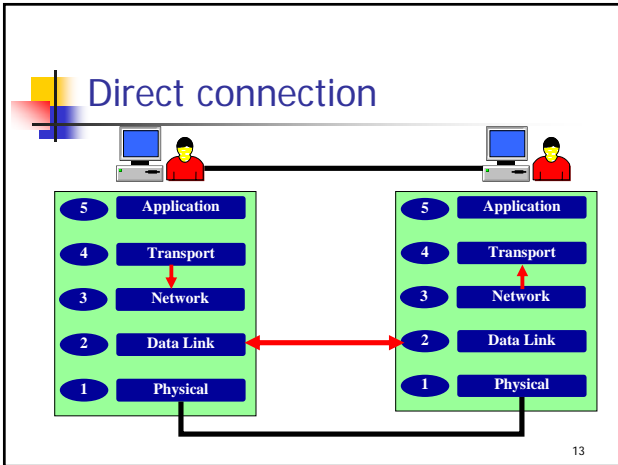 Direct connection
5 Application
4 Transport
3 Network
2 Data Link
1 Physical
5 Application
4 Transport
3 Network
2 Data Link
1 Physical
13